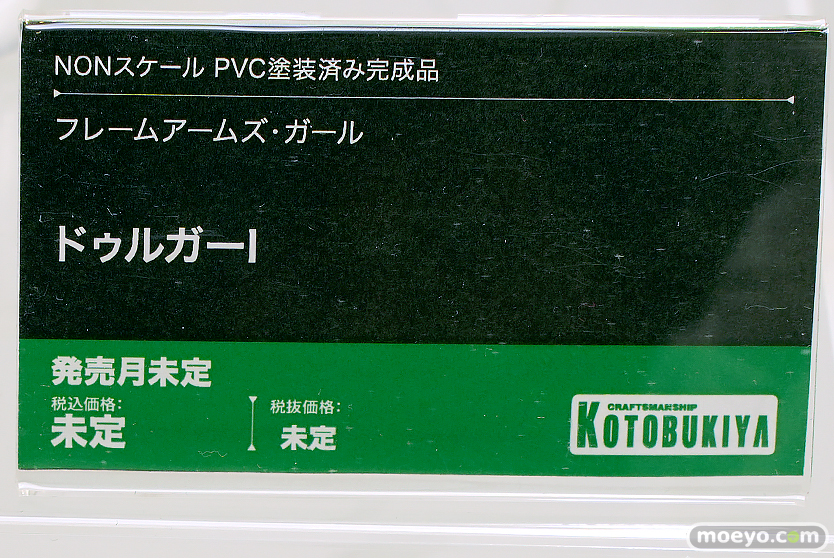 NONスケール PVC塗装済み完成品
フレームアームズ・ガール
ドゥルガーI
発売月未定
税込価格:
未定
税抜価格:
未定
CRAFTSMANSHIP
KOTOBUKIYA
moeyo.com